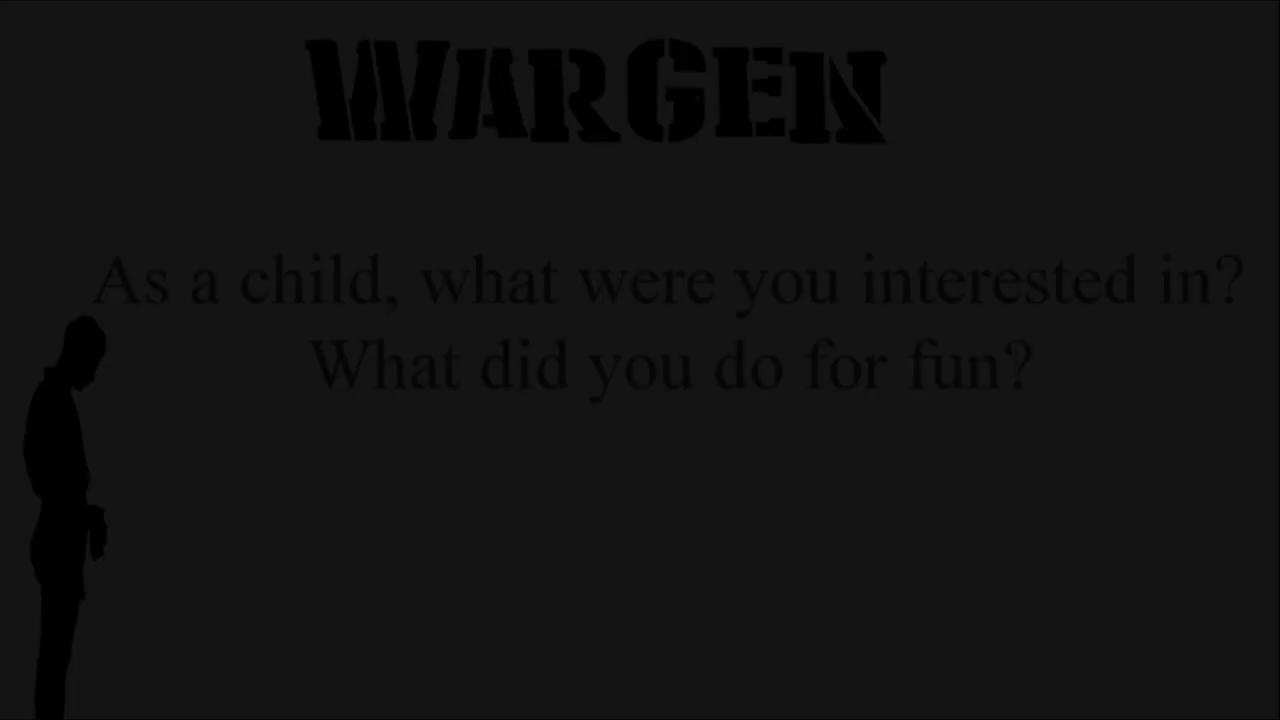 WARGEN
As a child, what were you interested in?
What did you do for fun?